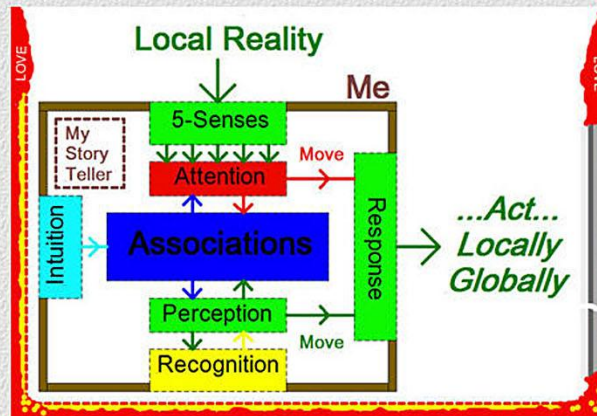 Local Reality
Me
LOVE
5-Senses
My
Story
Teller
Attention
Move
Intuition
Associations
Response
...Act...
Locally
Globally
Perception
Move
Recognition
LOVE